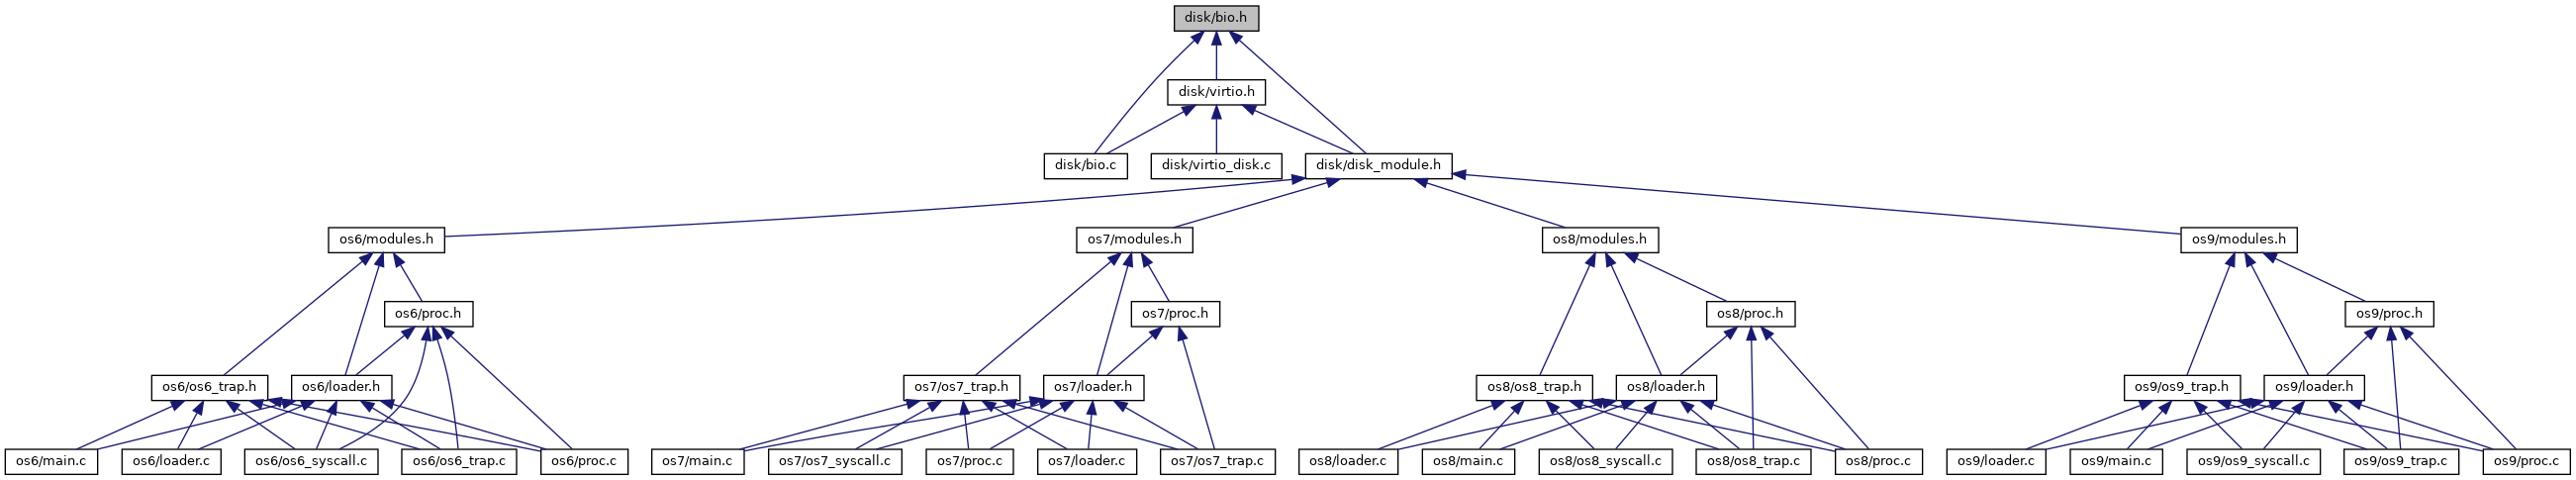 disk/bio.h
disk/virtio.h
disk/bio.c
disk/virtio_disk.c
disk/disk_module.h
os6/modules.h
os7/modules.h
os8/modules.h
os9/modules.h
os6/proc.h
os7/proc.h
os8/proc.h
os9/proc.h
os6/os6_trap.h
os6/loader.h
os7/os7_trap.h
os7/loader.h
os8/os8_trap.h
os8/loader.h
os9/os9_trap.h
os9/loader.h
os6/main.c
os6/loader.c
os6/os6_syscall.c
os6/os6_trap.c
os6/proc.c
os7/main.c
os7/os7_syscall.c
os7/proc.c
os7/loader.c
os7/os7_trap.c
os8/loader.c
os8/main.c
os8/os8_syscall.c
os8/os8_trap.c
os8/proc.c
os9/loader.c
os9/main.c
os9/os9_syscall.c
os9/os9_trap.c
os9/proc.c